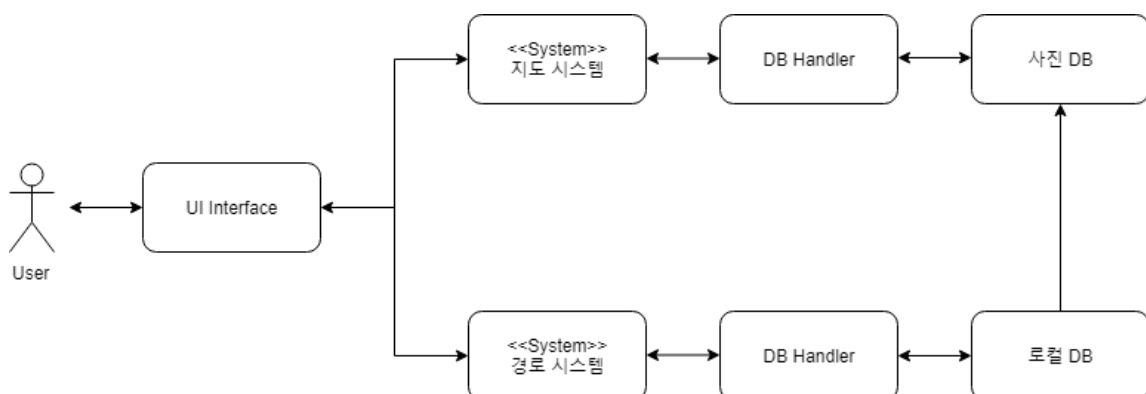 <<System>>
지도 시스템
DB Handler
사진 DB
UI Interface
User
<<System>>
경로 시스템
DB Handler
로컬 DB